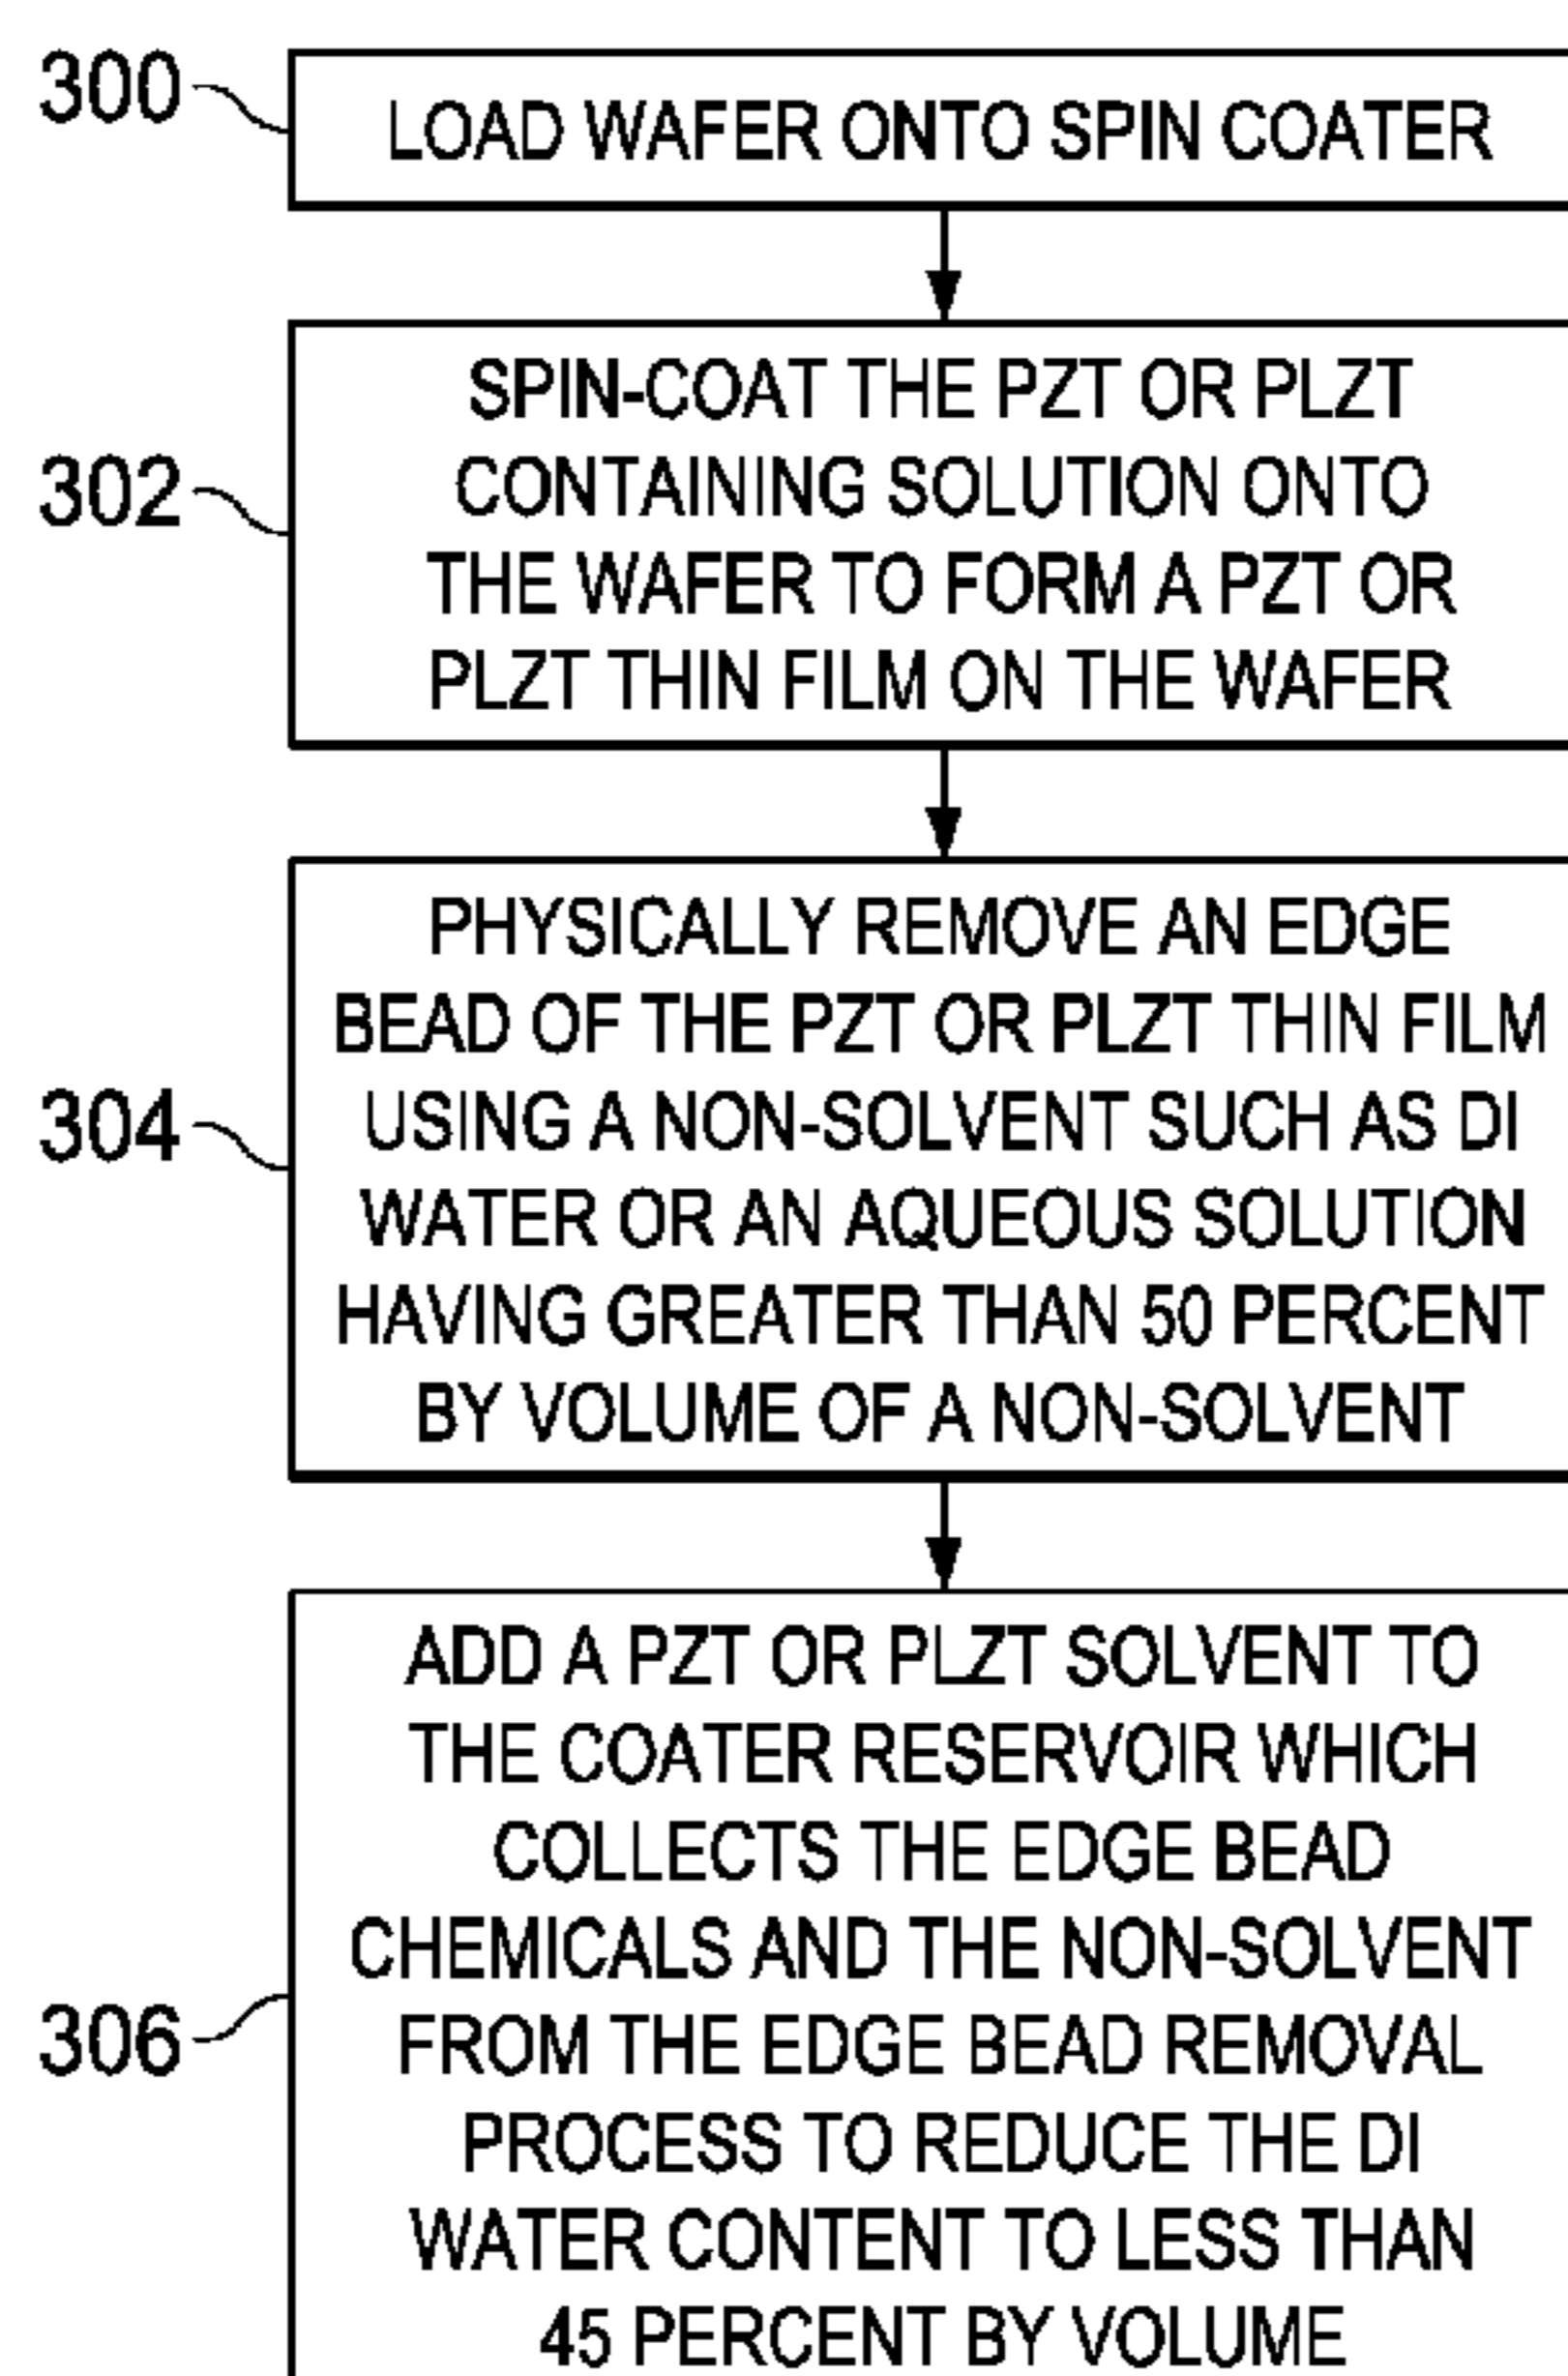 300
LOAD WAFER ONTO SPIN COATER
302
SPIN-COAT THE PZT OR PLZT
CONTAINING SOLUTION ONTO
THE WAFER TO FORM A PZT OR
PLZT THIN FILM ON THE WAFER
304
PHYSICALLY REMOVE AN EDGE
BEAD OF THE PZT OR PLZT THIN FILM
USING A NON-SOLVENT SUCH AS DI
WATER OR AN AQUEOUS SOLUTION
HAVING GREATER THAN 50 PERCENT
BY VOLUME OF A NON-SOLVENT
306
ADD A PZT OR PLZT SOLVENT TO
THE COATER RESERVOIR WHICH
COLLECTS THE EDGE BEAD
CHEMICALS AND THE NON-SOLVENT
FROM THE EDGE BEAD REMOVAL
PROCESS TO REDUCE THE DI
WATER CONTENT TO LESS THAN
45 PERCENT BY VOLUME